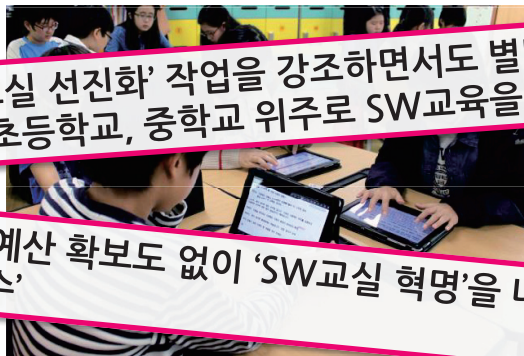 실 선진화’ 작업을 강조하면서도 별
초등학교, 중학교 위주로 SW교육을
예산 확보도 없이 ‘SW교실 혁명’을
스’